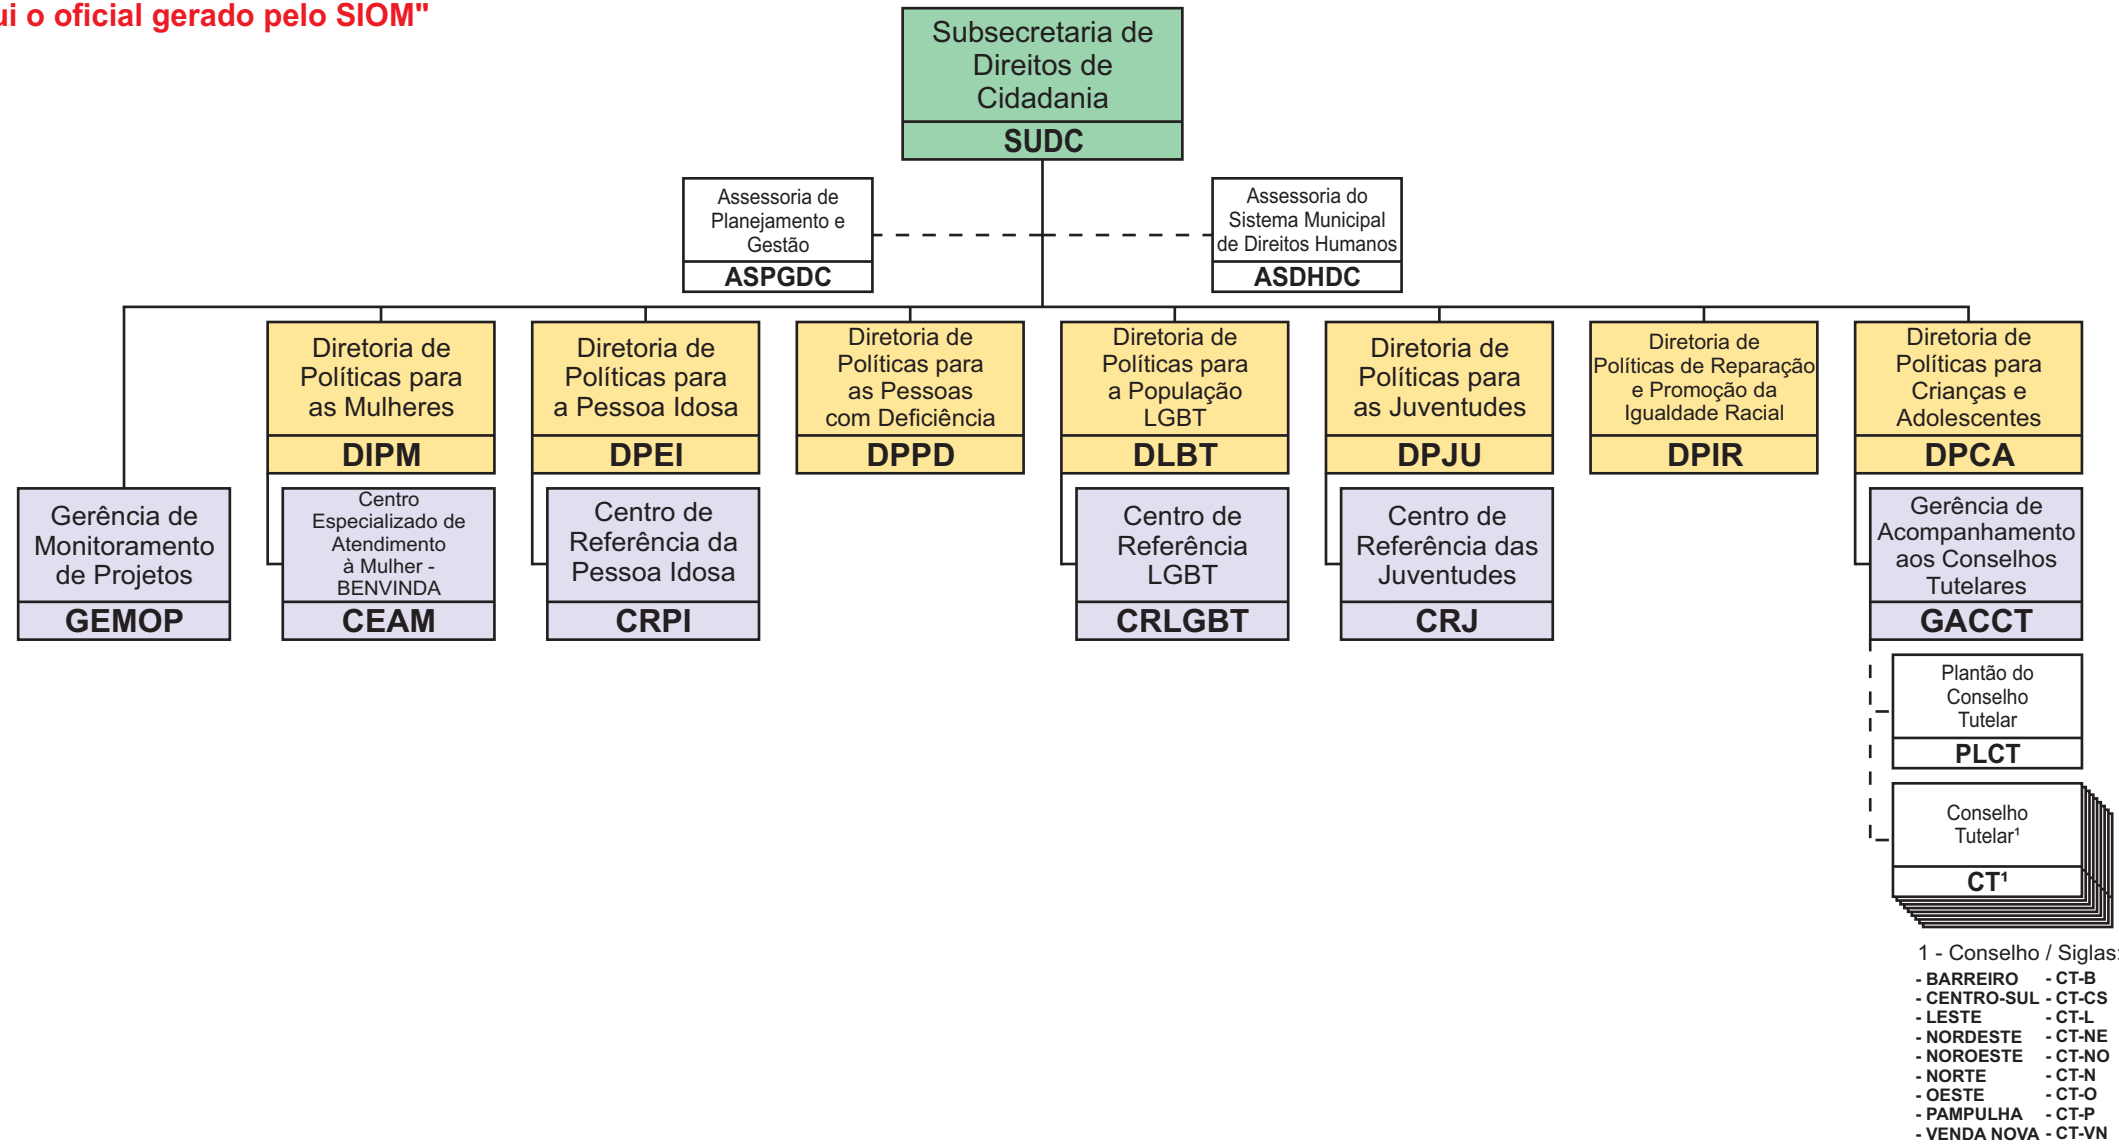 ui o oficial gerado pelo SIOM"
Subsecretaria de
Direitos de
Cidadania
SUDC
Assessoria de
Planejamento e
Gestão
ASPGDC
Assessoria do
Sistema Municipal
de Direitos Humanos
ASDHDC
Diretoria de
Políticas para
as Mulheres
DIPM
Diretoria de
Políticas para
a Pessoa Idosa
DPEI
Diretoria de
Políticas para
as Pessoas
com Deficiência
DPPD
Diretoria de
Políticas para
a População
LGBT
DLBT
Diretoria de
Políticas para
as Juventudes
DPJU
Diretoria de
Políticas de Reparação
e Promoção da
Igualdade Racial
DPIR
Diretoria de
Políticas para
Crianças e
Adolescentes
DPCA
Gerência de
Monitoramento
de Projetos
GEMOP
Centro
Especializado de
Atendimento
à Mulher -
BENVINDA
CEAM
Centro de
Referência da
Pessoa Idosa
CRPI
Centro de
Referência
LGBT
CRLGBT
Centro de
Referência das
Juventudes
CRJ
Gerência de
Acompanhamento
aos Conselhos
Tutelares
GACCT
Plantão do
Conselho
Tutelar
PLCT
Conselho
Tutelar¹
CT¹
1 - Conselho / Siglas:
- BARREIRO - CT-B
- CENTRO-SUL - CT-CS
- LESTE - CT-L
- NORDESTE - CT-NE
- NOROESTE - CT-NO
- NORTE - CT-N
- OESTE - CT-O
- PAMPULHA - CT-P
- VENDA NOVA - CT-VN